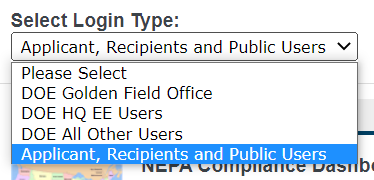 Select Login Type:
Applicant, Recipients and Public Users
Please Select
DOE Golden Field Office
DOE HQ EE Users
DOE All Other Users
Applicant, Recipients and Public Users
NEPA Compliance Dashbo